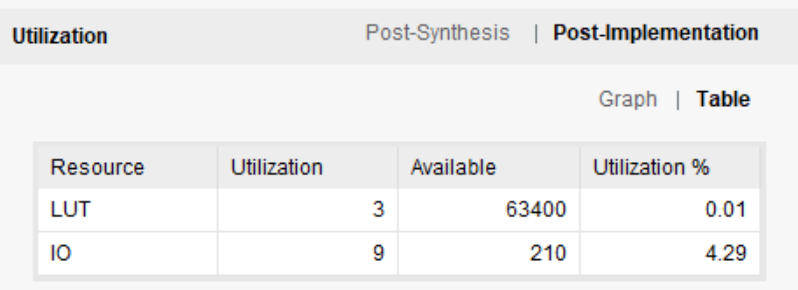 Utilization Post-Synthesis | Post-Implementation
Graph | Table
Resource Utilization Available Utilization %
LUT 3 63400 0.01
IO 9 210 4.29